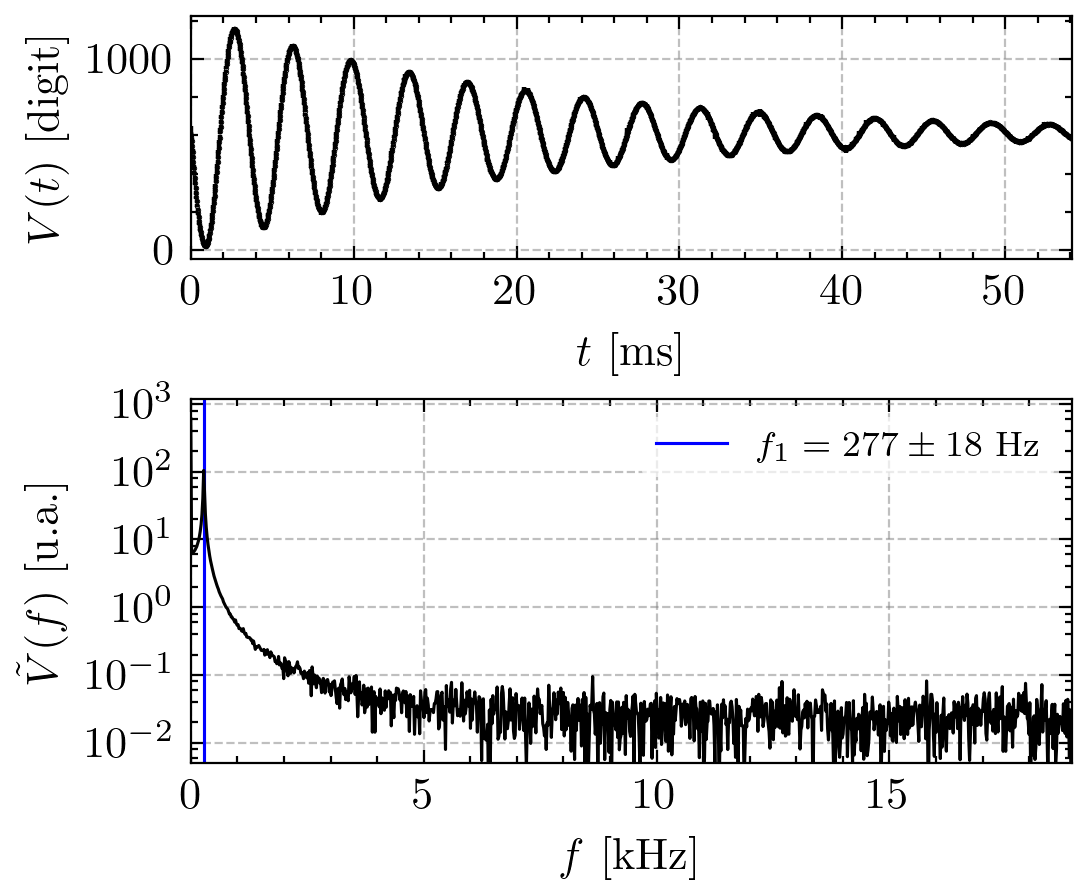 V(t) [digit]
1000
0
0 10 20 30 40 50
t [ms]
Ṽ(f) [u.a.]
10³
10²
10¹
10⁰
10⁻¹
10⁻²
f₁ = 277 ± 18 Hz
0 5 10 15
f [kHz]